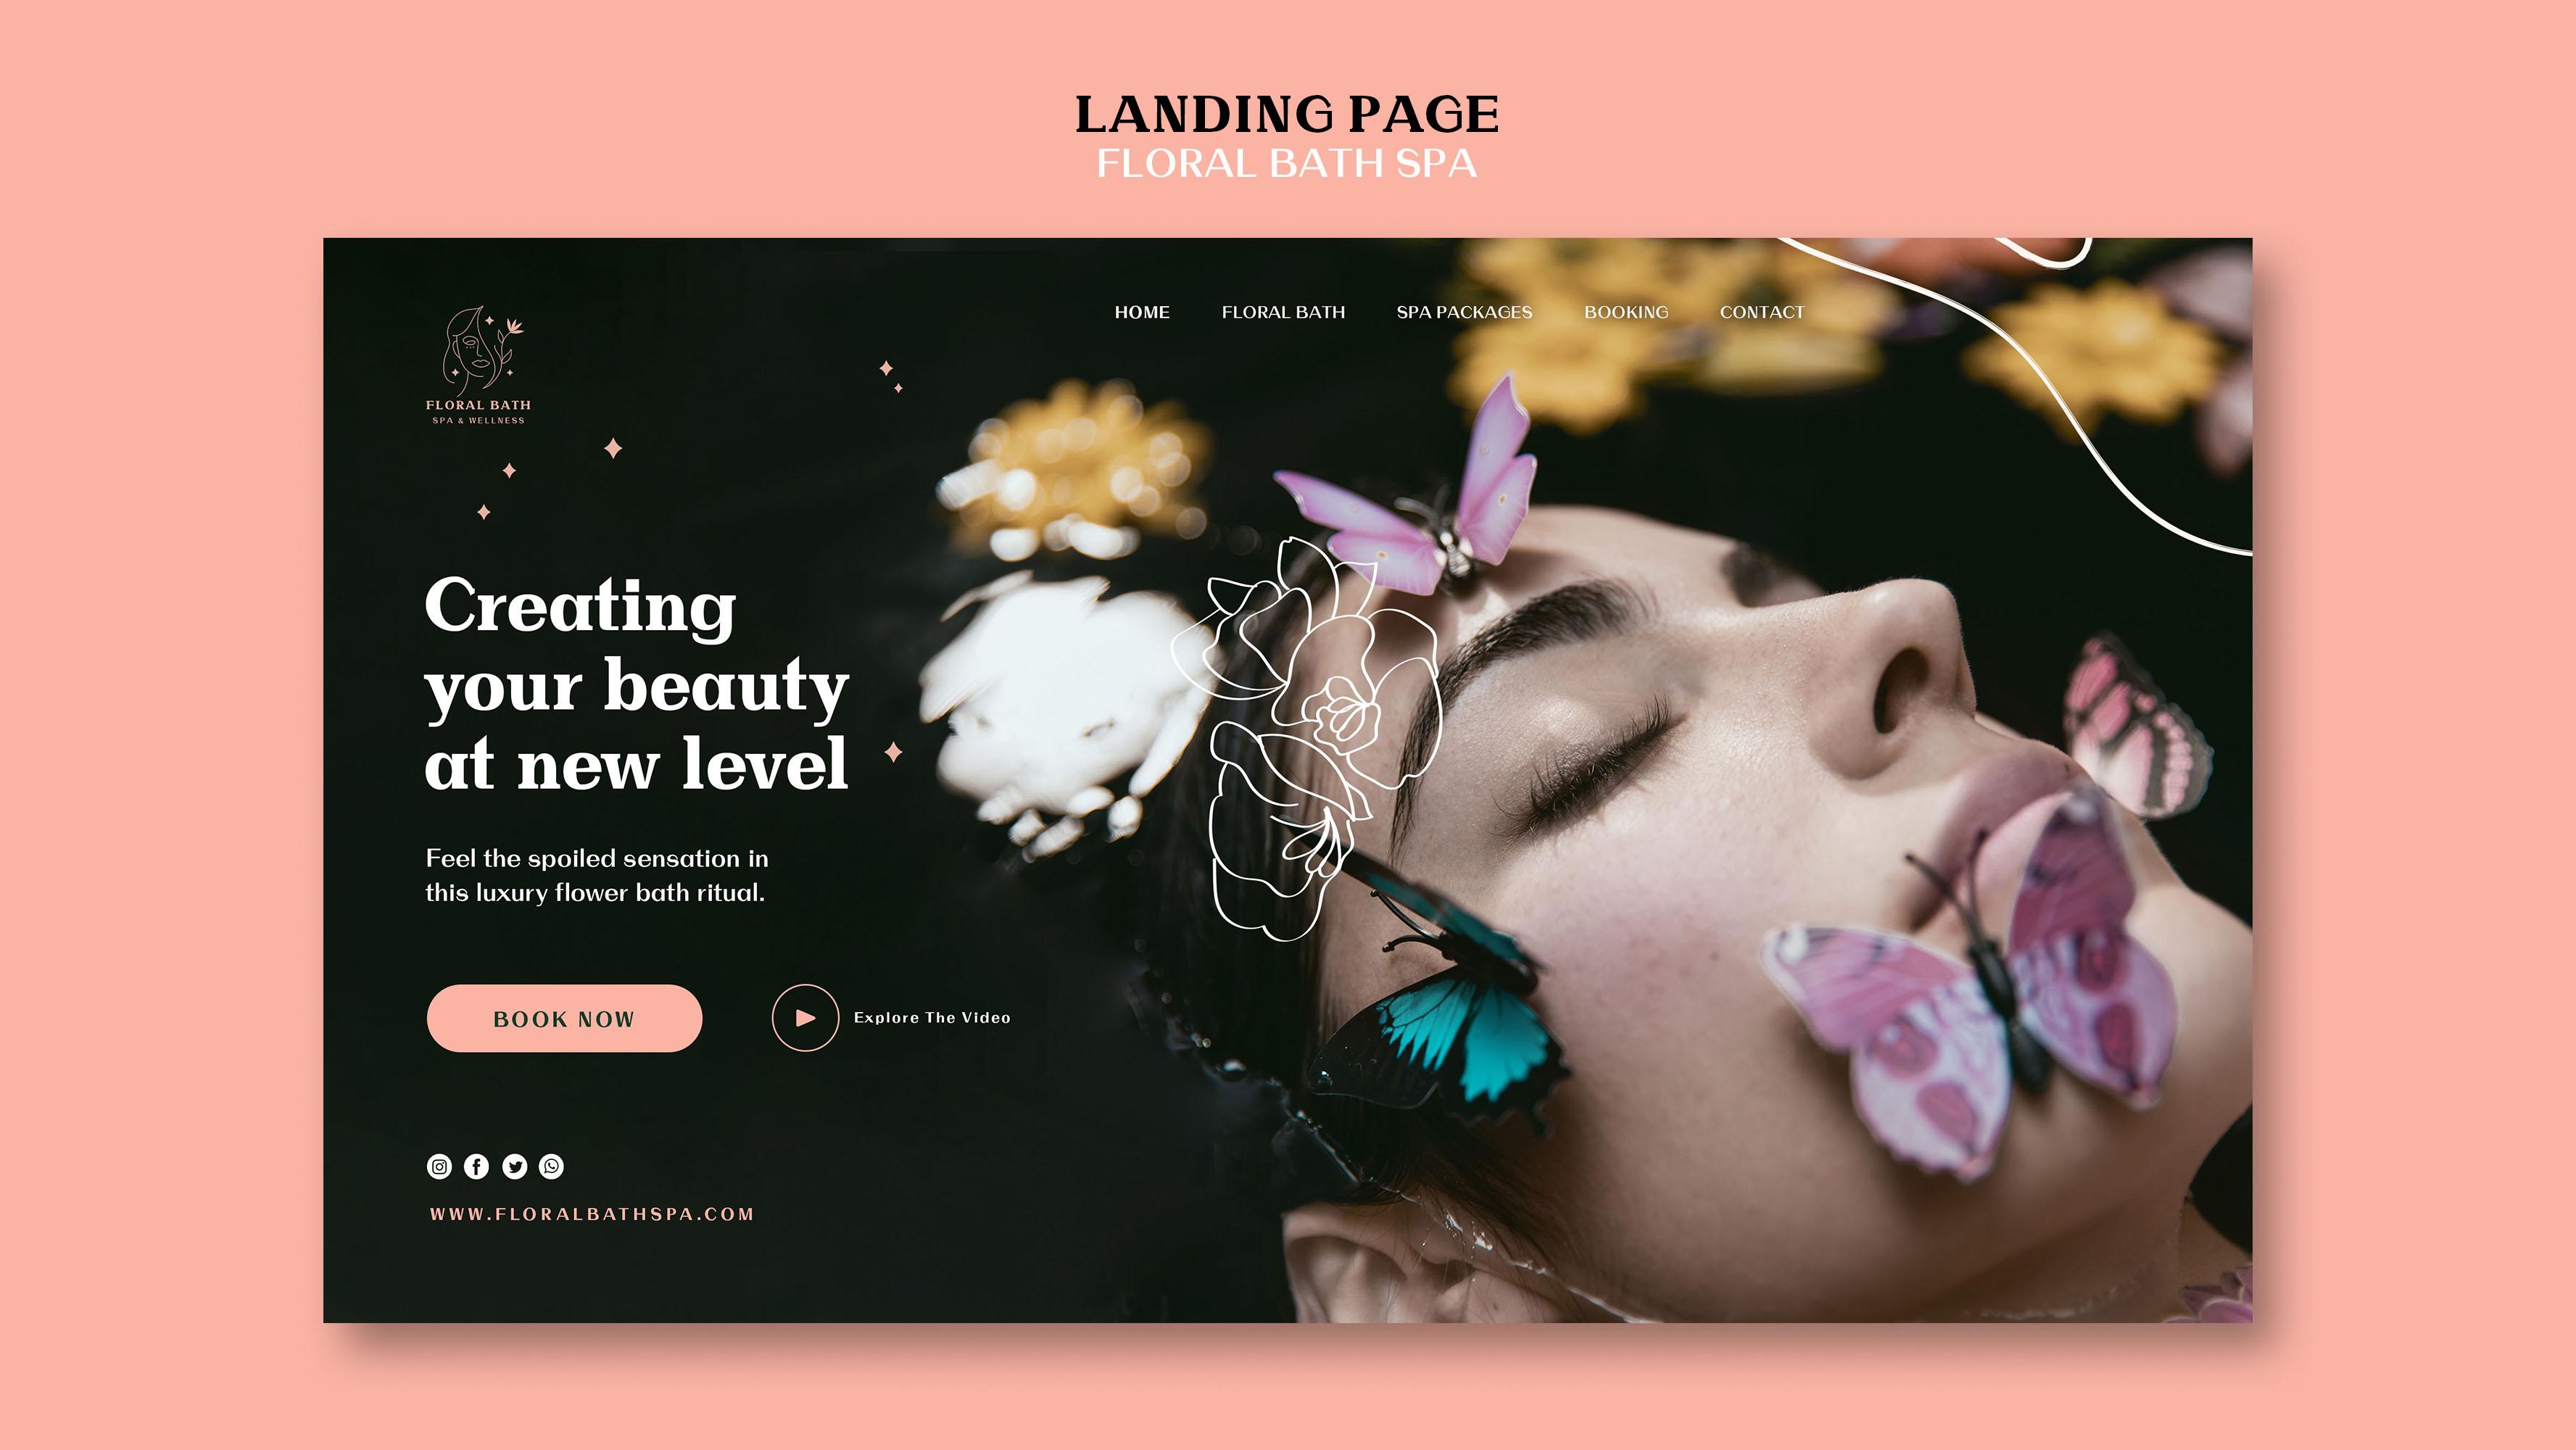 LANDING PAGE
FLORAL BATH SPA
HOME FLORAL BATH SPA PACKAGES BOOKING CONTACT
FLORAL BATH
SPA & WELLNESS
Creating
your beauty
at new level
Feel the spoiled sensation in
this luxury flower bath ritual.
BOOK NOW
Explore The Video
WWW.FLORALBATHSPA.COM